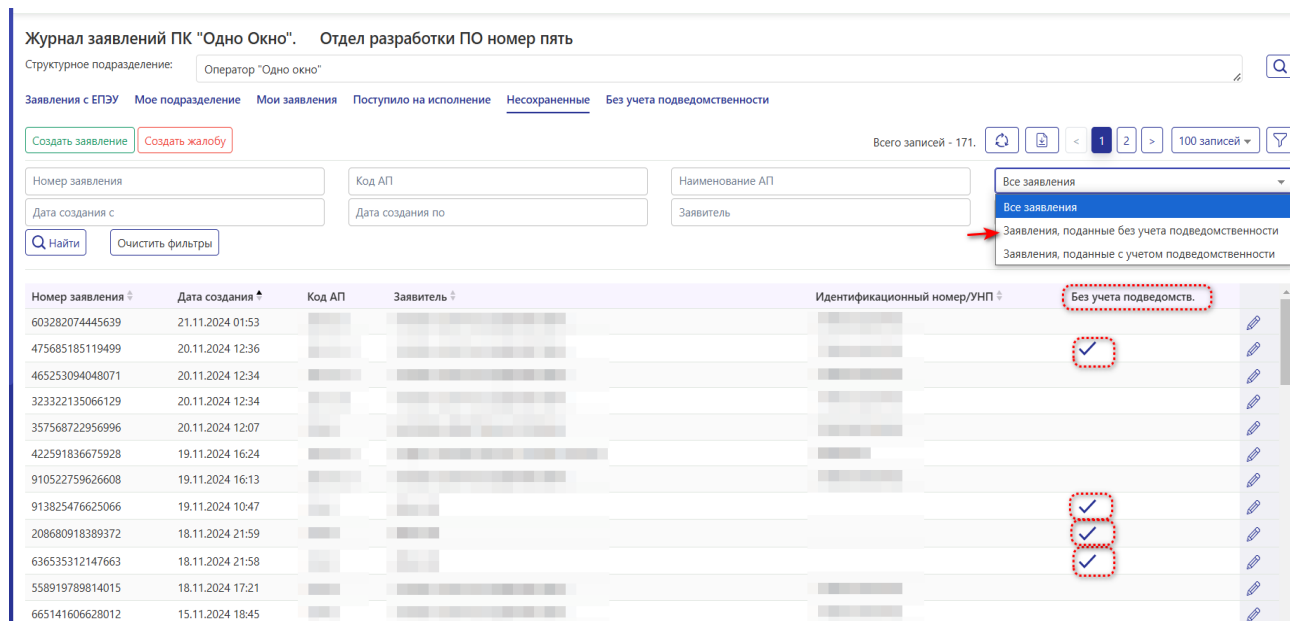 Журнал заявлений ПК "Одно Окно". Отдел разработки ПО номер пять
Структурное подразделение: Оператор "Одно окно"
Заявления с ЕПЭУ Мое подразделение Мои заявления Поступило на исполнение Несохраненные Без учета подведомственности
Создать заявление Создать жалобу Всего записей - 171. < 1 2 > 100 записей
Номер заявления Код АП Наименование АП Все заявления
Дата создания с Дата создания по Заявитель Все заявления
Заявления, поданные без учета подведомственности
Найти Очистить фильтры
Заявления, поданные с учетом подведомственности
Номер заявления Дата создания Код АП Заявитель Идентификационный номер/УНП Без учета подведомств.
603282074445639 21.11.2024 01:53
475685185119499 20.11.2024 12:36
465253094048071 20.11.2024 12:34
323322135066129 20.11.2024 12:34
357568722956996 20.11.2024 12:07
422591836675928 19.11.2024 16:24
910522759626608 19.11.2024 16:13
913825476625066 19.11.2024 10:47
208680918389372 18.11.2024 21:59
636535312147663 18.11.2024 21:58
558919789814015 18.11.2024 17:21
665141606628012 15.11.2024 18:45